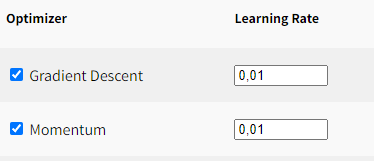 Optimizer Learning Rate
Gradient Descent 0,01
Momentum 0,01